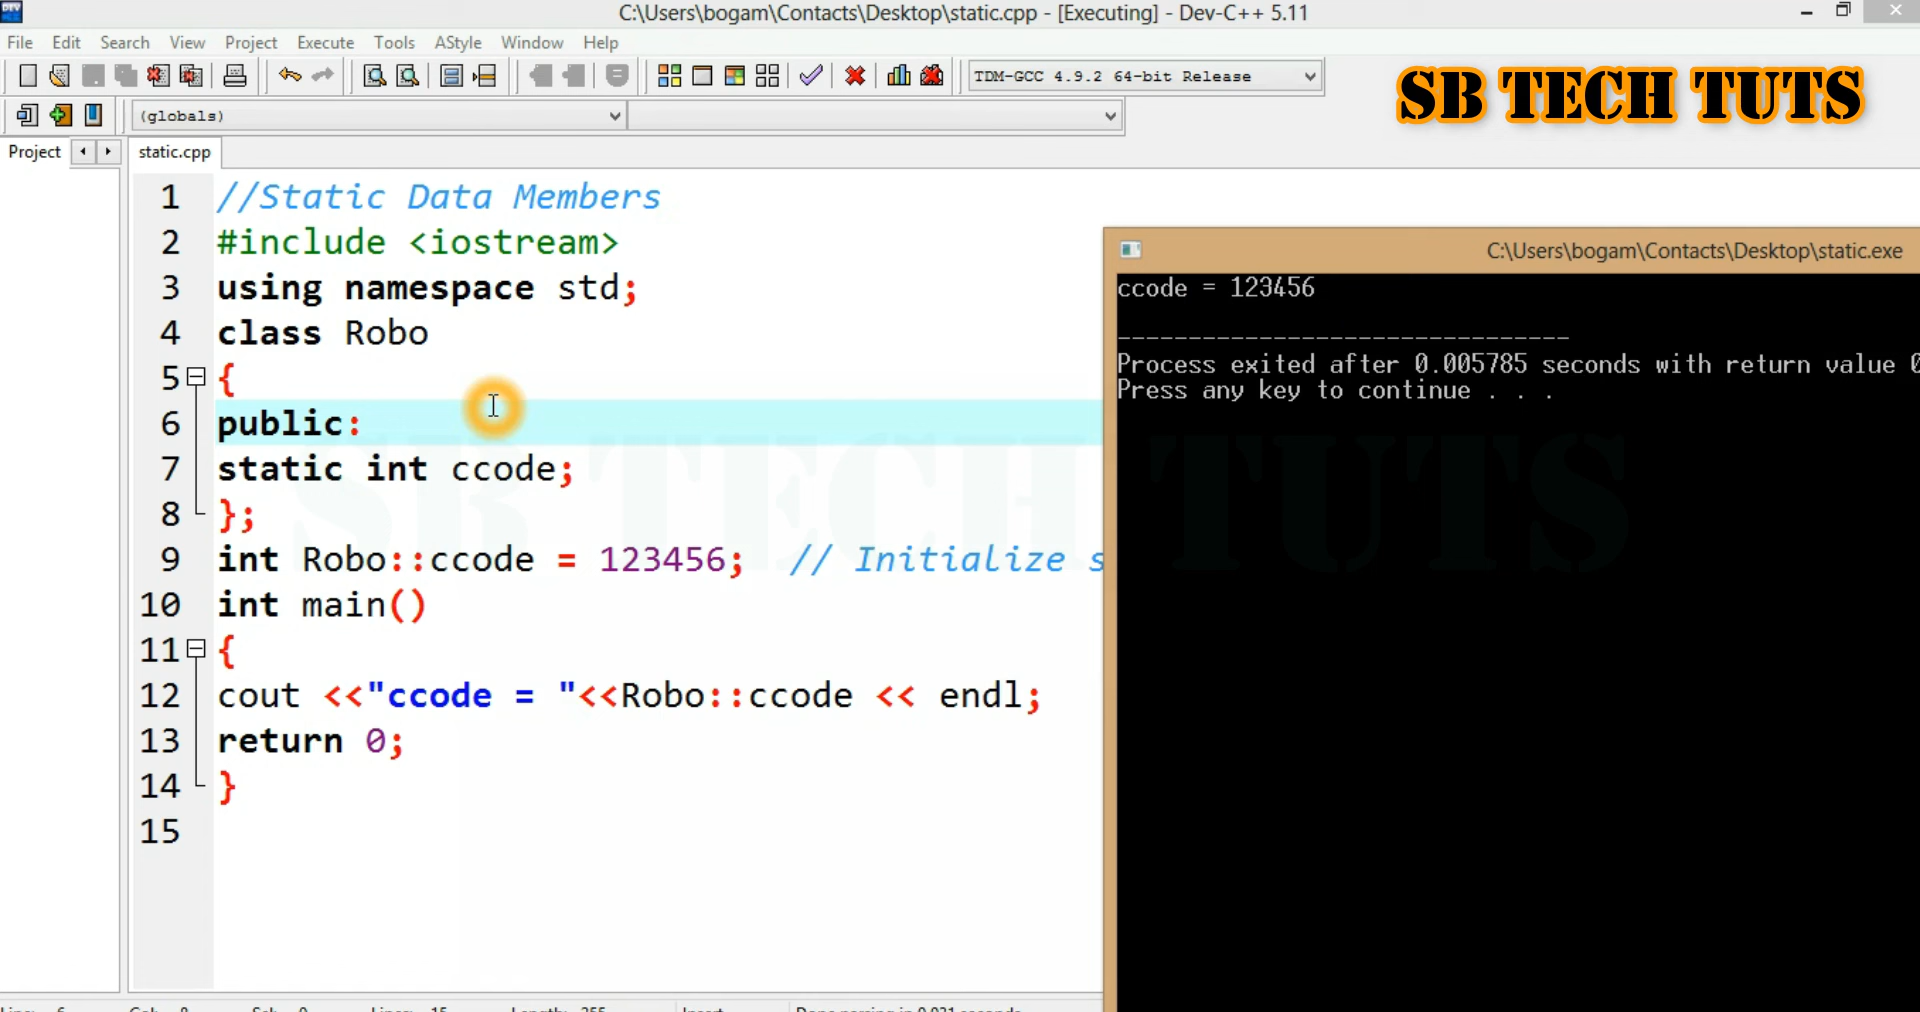 C:\Users\bogam\Contacts\Desktop\static.cpp - [Executing] - Dev-C++ 5.11
File Edit Search View Project Execute Tools AStyle Window Help
TDM-GCC 4.9.2 64-bit Release
SB TECH TUTS
(globals)
Project static.cpp
1 //Static Data Members
2 #include <iostream>
3 using namespace std;
4 class Robo
5 {
6 public:
7 static int ccode;
8 };
9 int Robo::ccode = 123456; // Initialize s
10 int main()
11 {
12 cout <<"ccode = "<<Robo::ccode << endl;
13 return 0;
14 }
15
C:\Users\bogam\Contacts\Desktop\static.exe
ccode = 123456
--------------------------------
Process exited after 0.005785 seconds with return value 0
Press any key to continue . . .
SB TECH TUTS